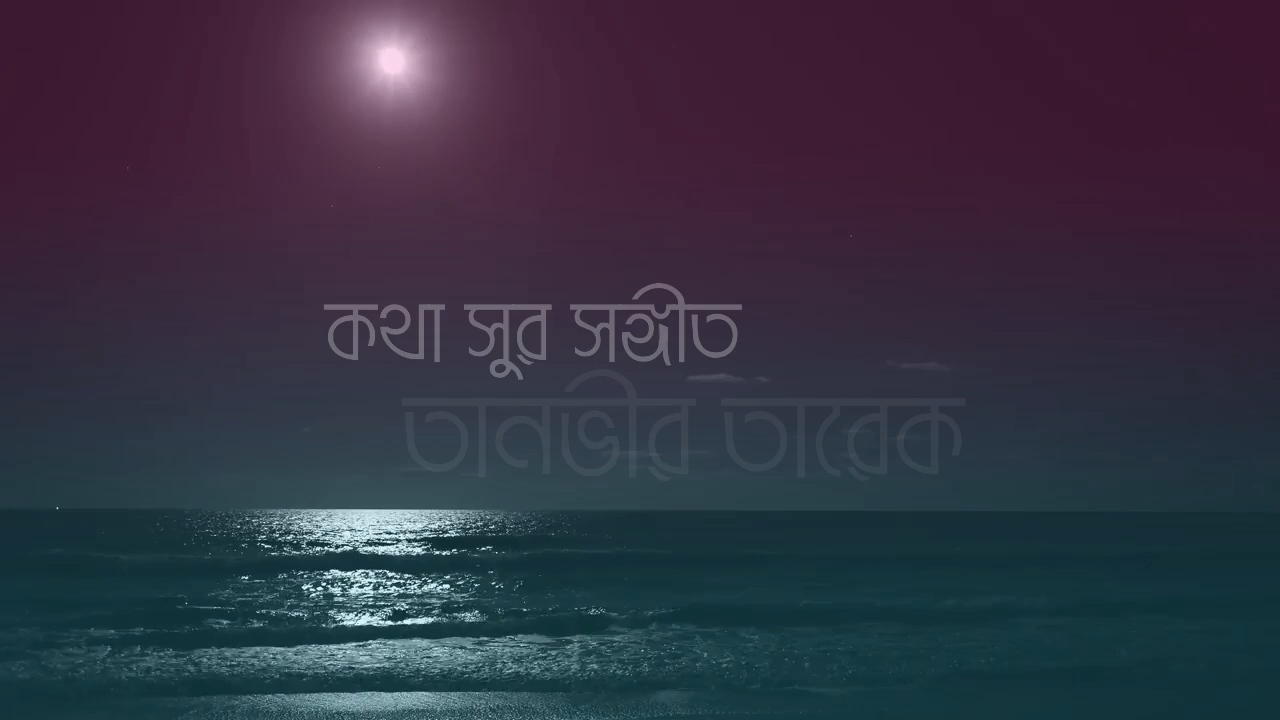 কথা সুর সঙ্গীত
তানভীর তারেক